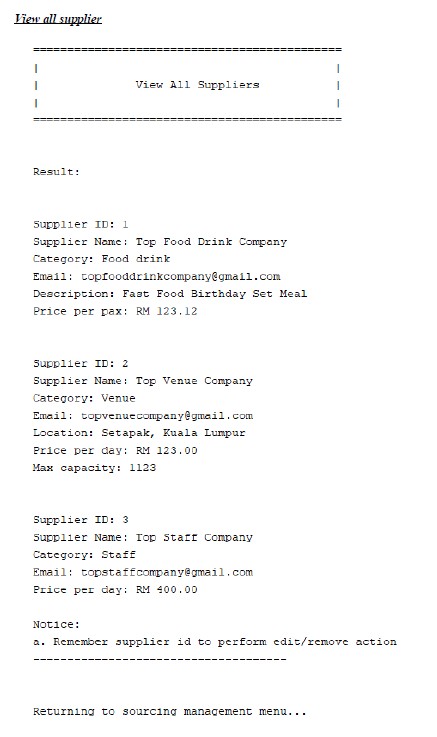 View all supplier
=============================================
|                                           |
|             View All Suppliers            |
|                                           |
=============================================
Result:
Supplier ID: 1
Supplier Name: Top Food Drink Company
Category: Food drink
Email: topfooddrinkcompany@gmail.com
Description: Fast Food Birthday Set Meal
Price per pax: RM 123.12
Supplier ID: 2
Supplier Name: Top Venue Company
Category: Venue
Email: topvenuecompany@gmail.com
Location: Setapak, Kuala Lumpur
Price per day: RM 123.00
Max capacity: 1123
Supplier ID: 3
Supplier Name: Top Staff Company
Category: Staff
Email: topstaffcompany@gmail.com
Price per day: RM 400.00
Notice:
a. Remember supplier id to perform edit/remove action
-------------------------------------
Returning to sourcing management menu...